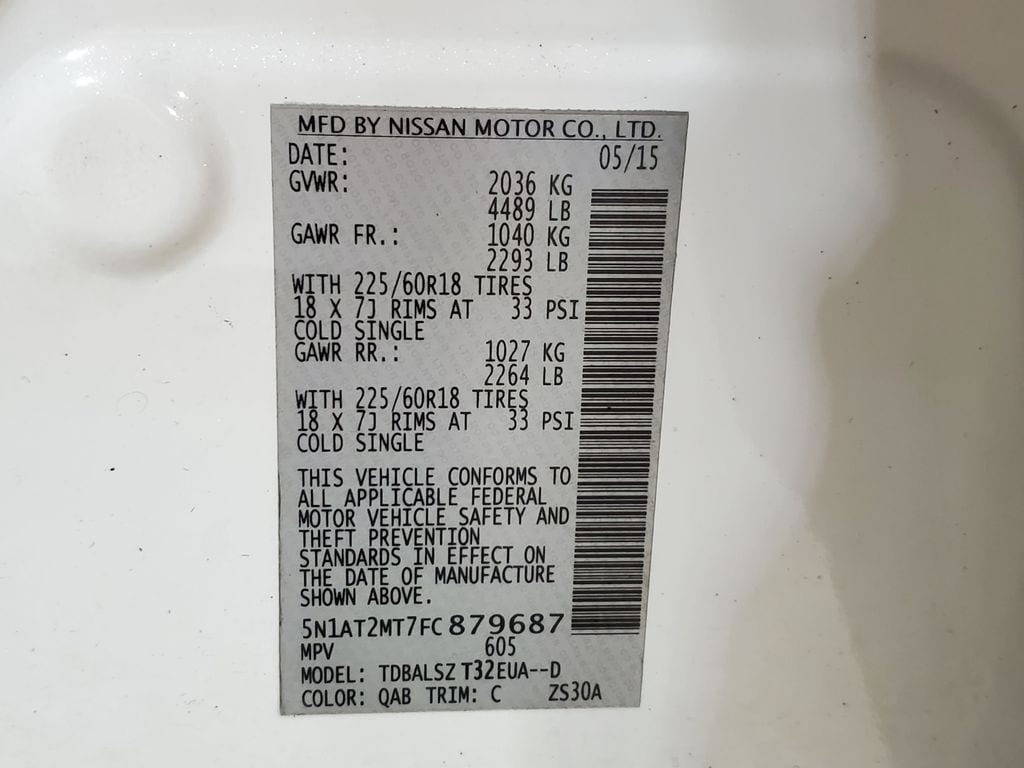 MFD BY NISSAN MOTOR CO., LTD.
DATE: 05/15
GVWR: 2036 KG
4489 LB
GAWR FR.: 1040 KG
2293 LB
WITH 225/60R18 TIRES
18 X 7J RIMS AT 33 PSI
COLD SINGLE
GAWR RR.: 1027 KG
2264 LB
WITH 225/60R18 TIRES
18 X 7J RIMS AT 33 PSI
COLD SINGLE
THIS VEHICLE CONFORMS TO
ALL APPLICABLE FEDERAL
MOTOR VEHICLE SAFETY AND
THEFT PREVENTION
STANDARDS IN EFFECT ON
THE DATE OF MANUFACTURE
SHOWN ABOVE.
5N1AT2MT7FC879687
MPV 605
MODEL: TDBALSZ T32EUA--D
COLOR: QAB TRIM: C ZS30A